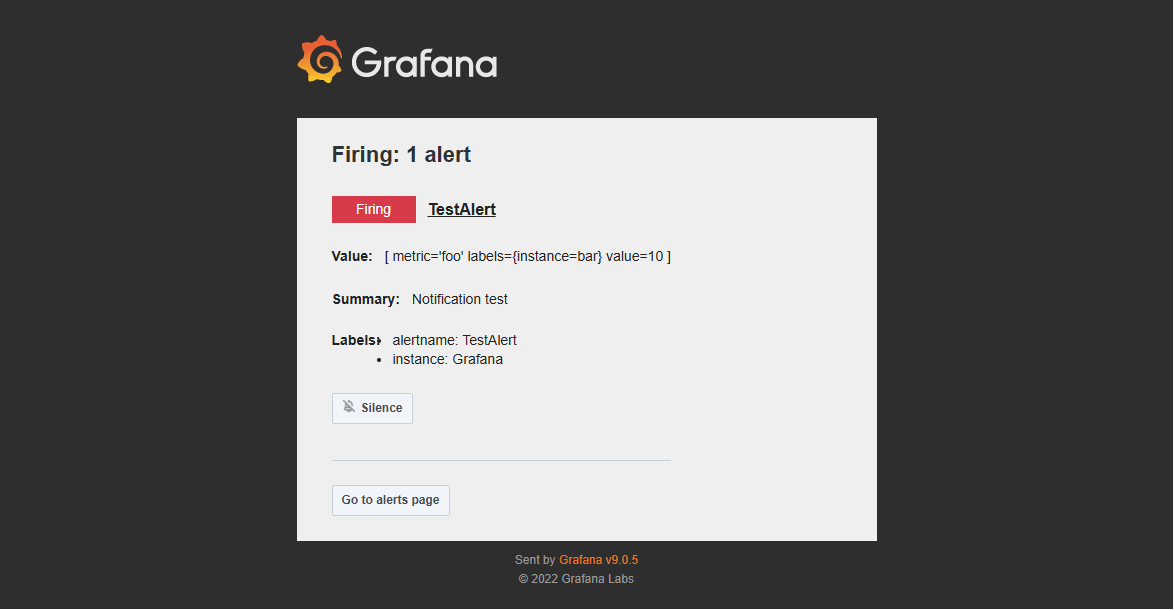 Grafana
Firing: 1 alert
Firing TestAlert
Value: [ metric='foo' labels={instance=bar} value=10 ]
Summary: Notification test
Labels:
• alertname: TestAlert
• instance: Grafana
Silence
Go to alerts page
Sent by Grafana v9.0.5
© 2022 Grafana Labs